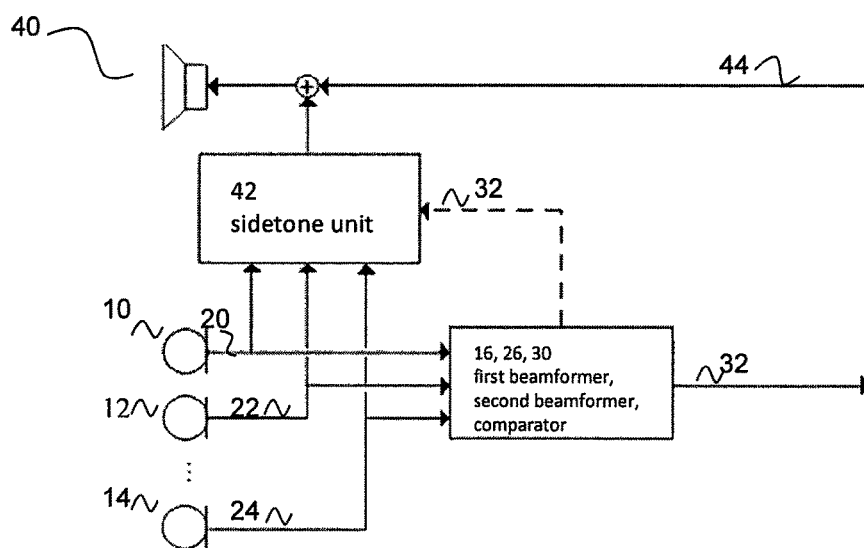 40
44
42
sidetone unit
32
10
20
16, 26, 30
first beamformer,
second beamformer,
comparator
32
12
22
...
14
24